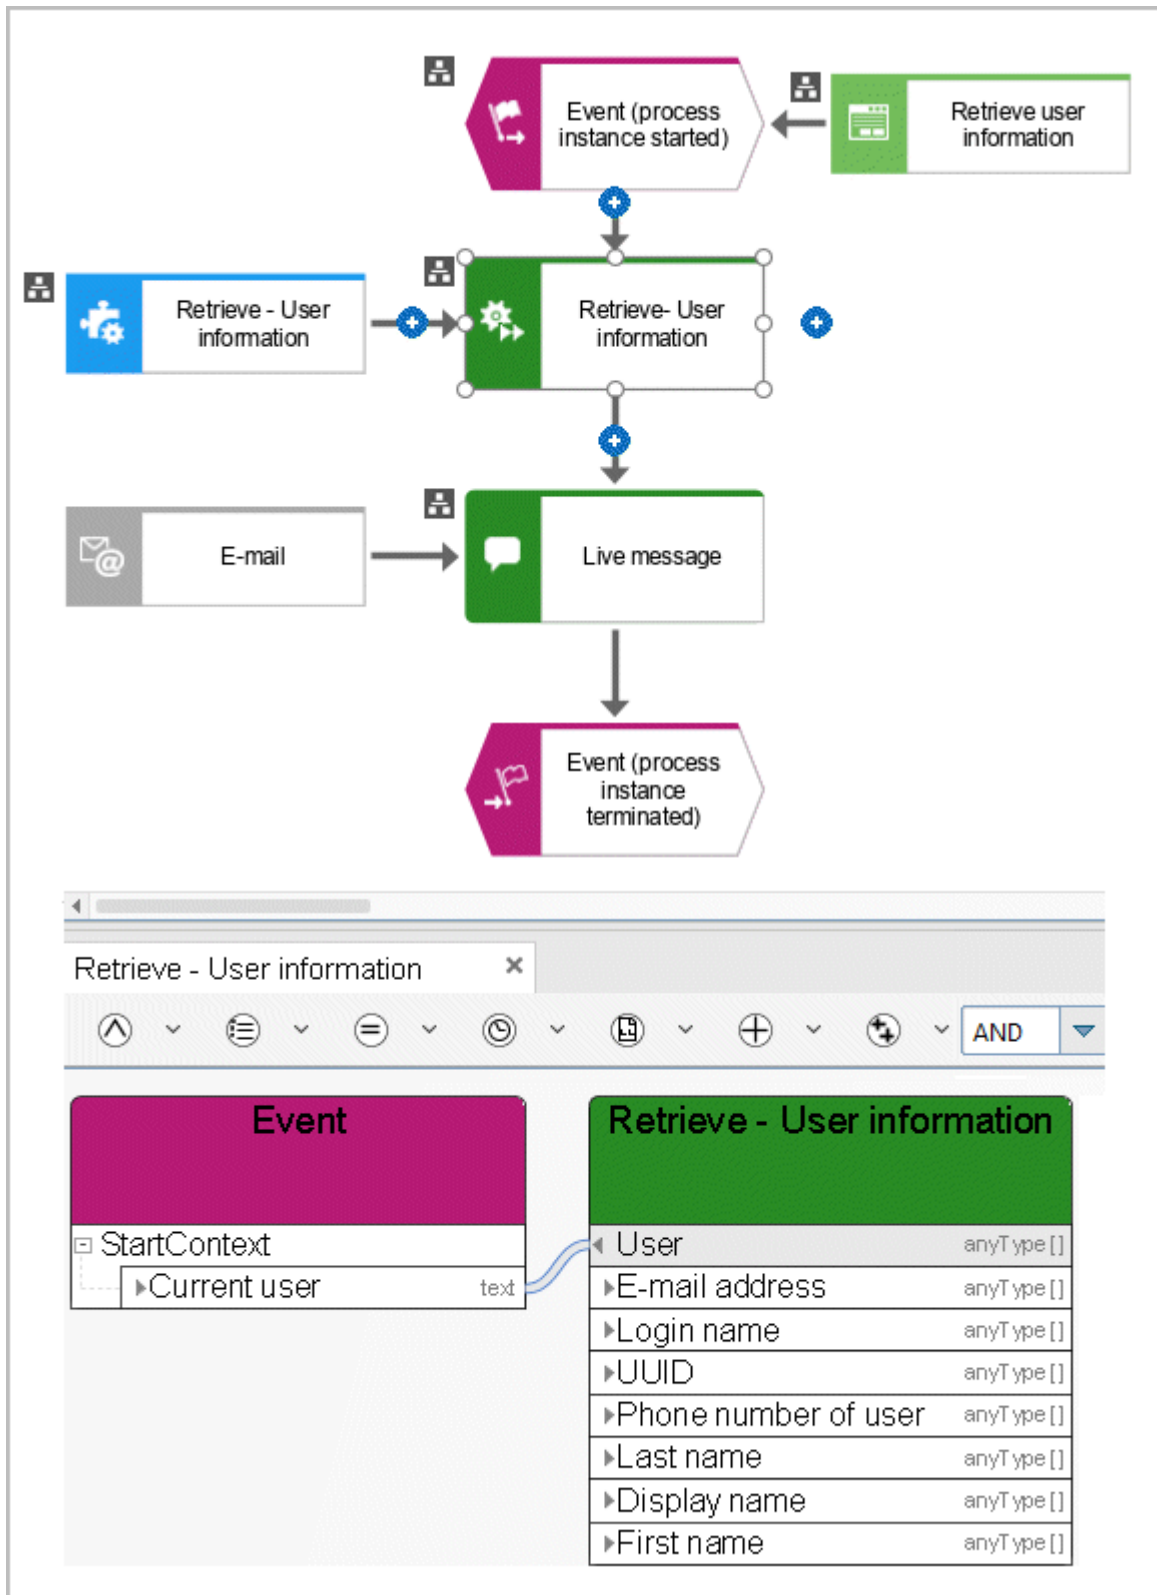 Event (process
instance started)
Retrieve user
information
Retrieve - User
information
Retrieve- User
information
E-mail
Live message
Event (process
instance
terminated)
Retrieve - User information
AND
Event
Retrieve - User information
StartContext
User anyType[]
Current user text
E-mail address anyType[]
Login name anyType[]
UUID anyType[]
Phone number of user anyType[]
Last name anyType[]
Display name anyType[]
First name anyType[]